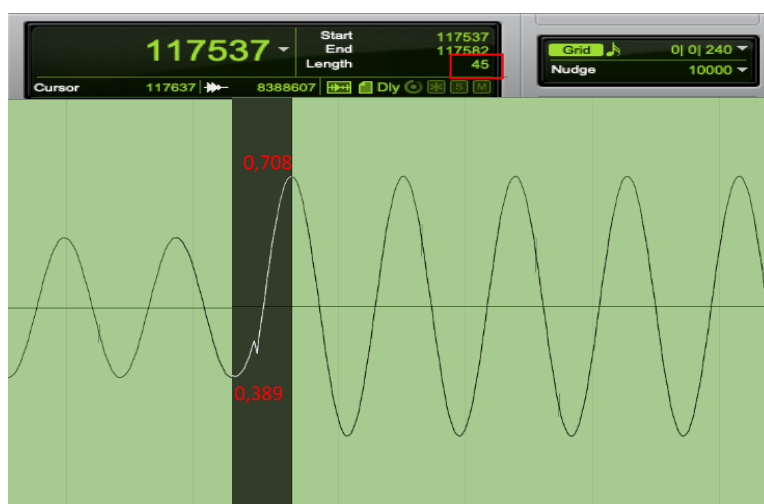 117537
Start 117537
End 117582
Length 45
Cursor 117637 8388607 Dly S M
Grid 0| 0| 240
Nudge 10000
0,708
0,389